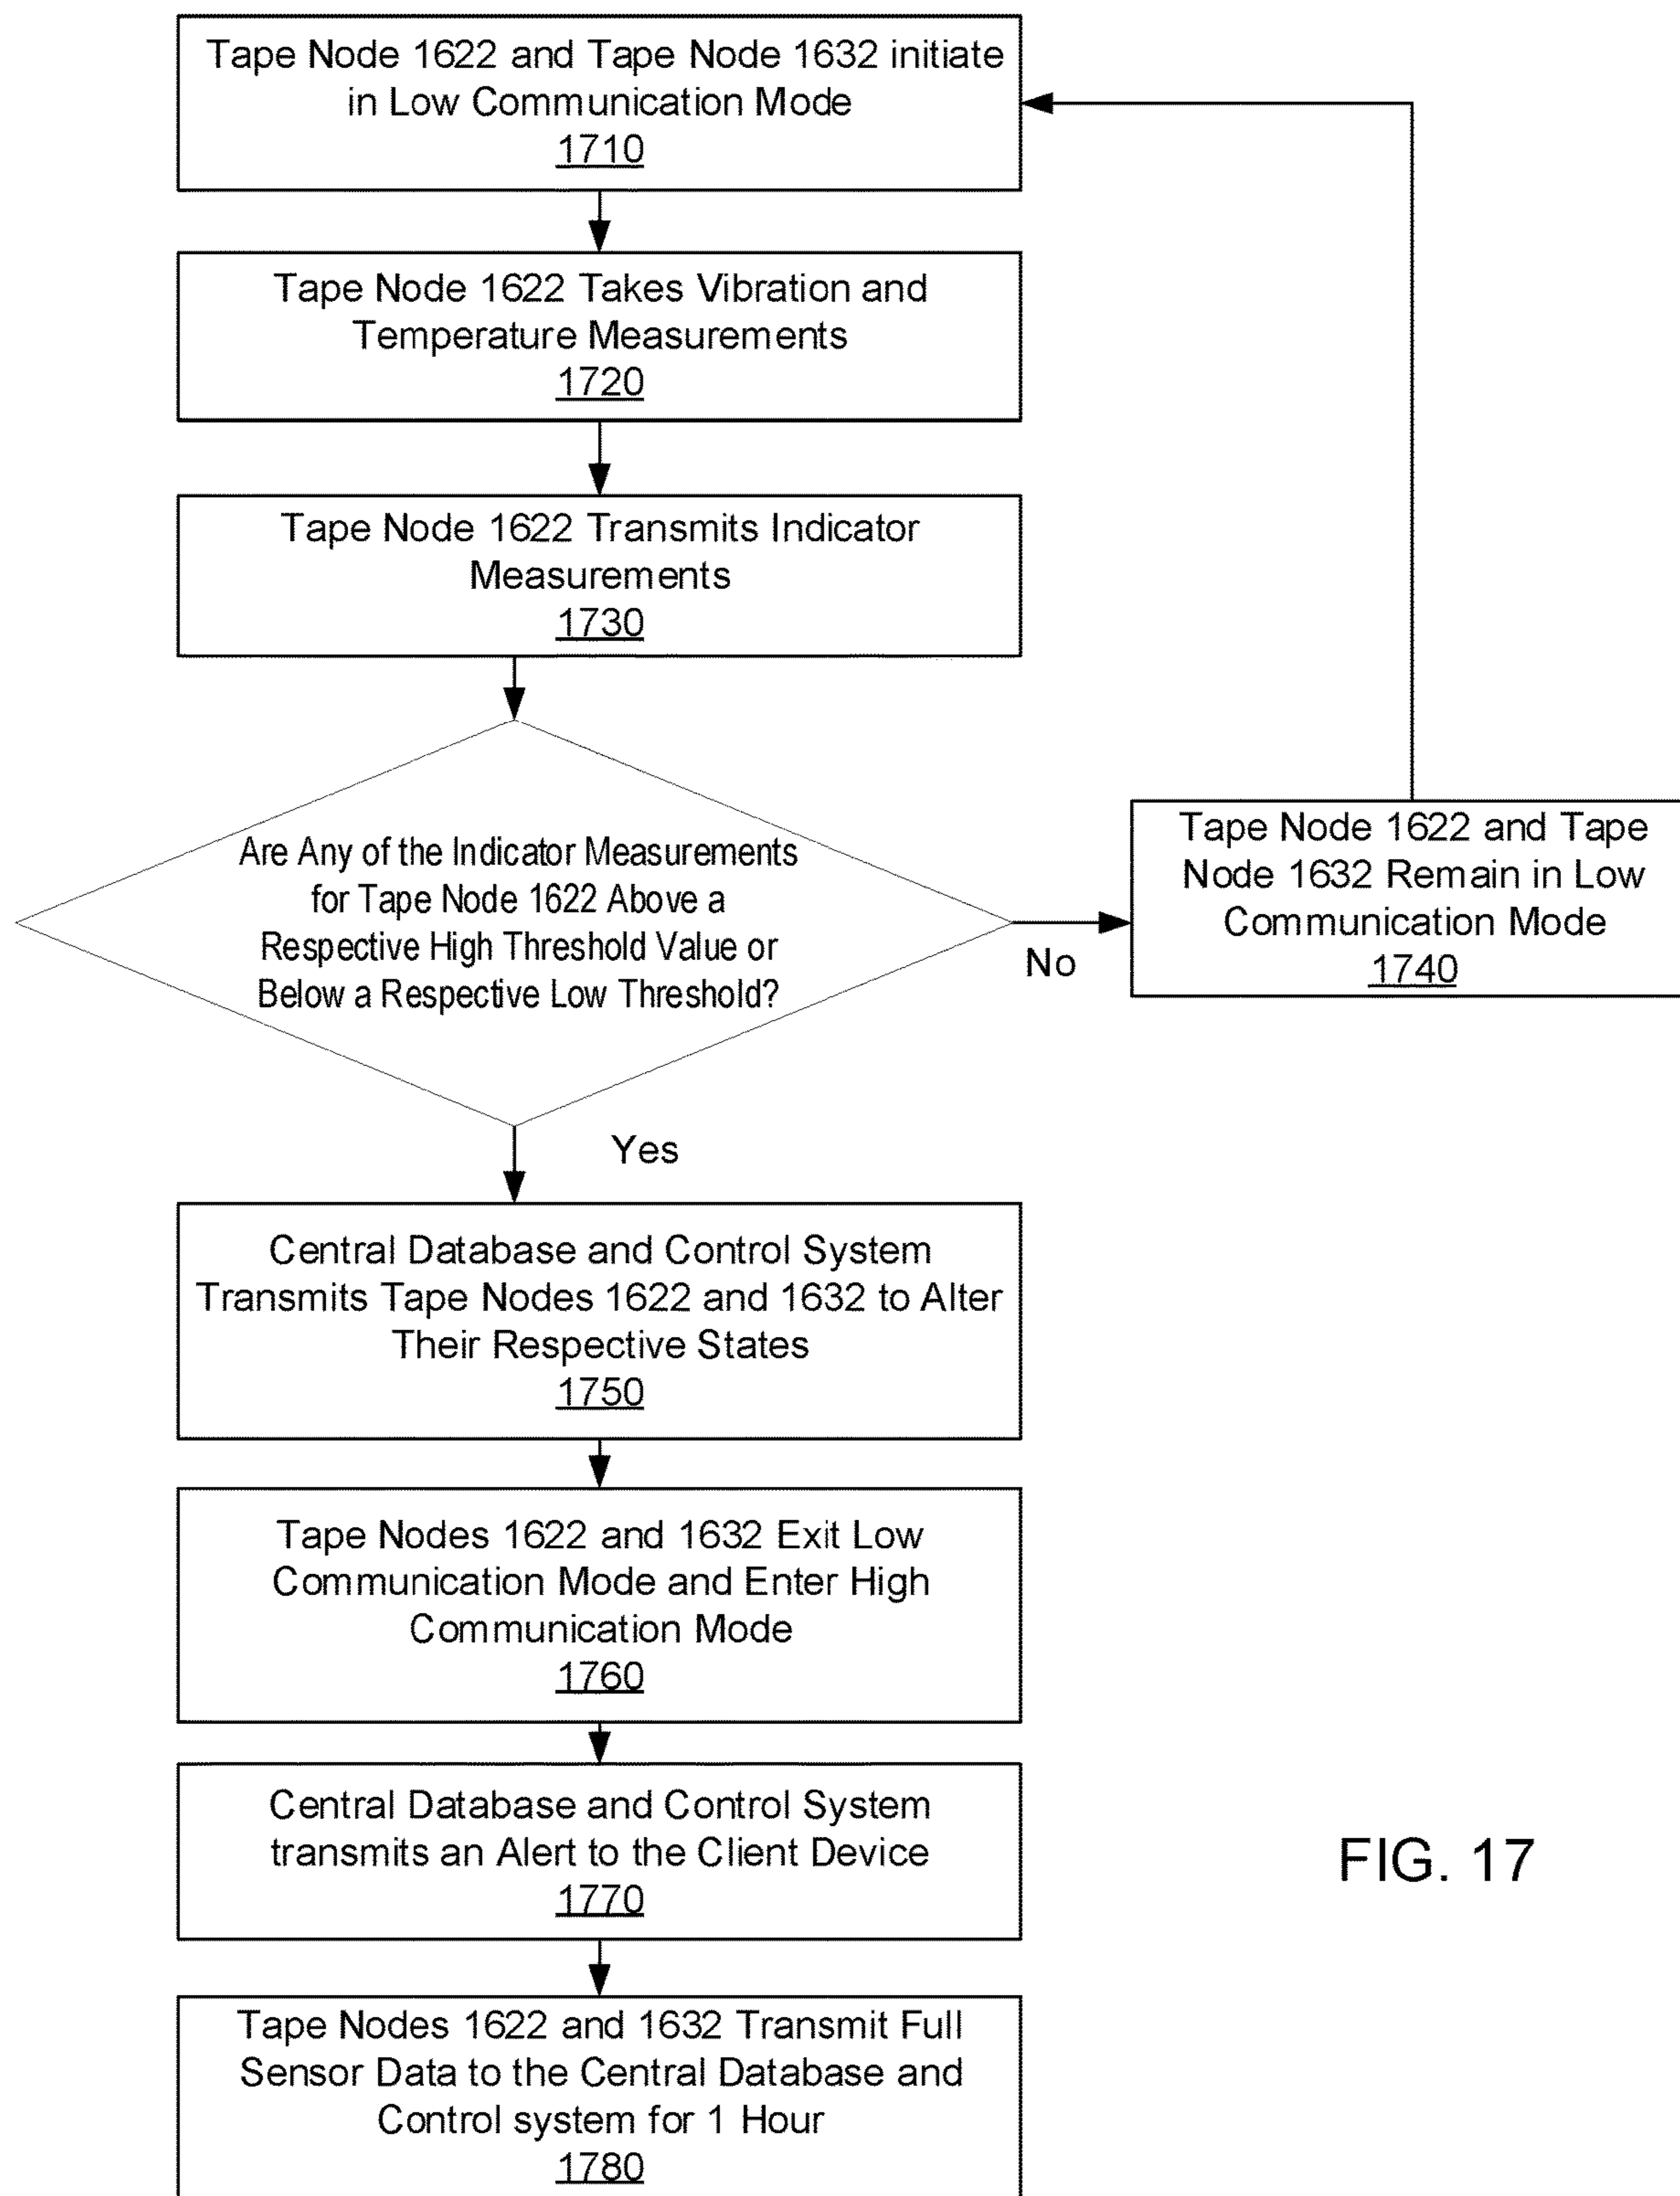 Tape Node 1622 and Tape Node 1632 initiate
in Low Communication Mode
1710
Tape Node 1622 Takes Vibration and
Temperature Measurements
1720
Tape Node 1622 Transmits Indicator
Measurements
1730
Are Any of the Indicator Measurements
for Tape Node 1622 Above a
Respective High Threshold Value or
Below a Respective Low Threshold?
No
Tape Node 1622 and Tape
Node 1632 Remain in Low
Communication Mode
1740
Yes
Central Database and Control System
Transmits Tape Nodes 1622 and 1632 to Alter
Their Respective States
1750
Tape Nodes 1622 and 1632 Exit Low
Communication Mode and Enter High
Communication Mode
1760
Central Database and Control System
transmits an Alert to the Client Device
1770
Tape Nodes 1622 and 1632 Transmit Full
Sensor Data to the Central Database and
Control system for 1 Hour
1780
FIG. 17